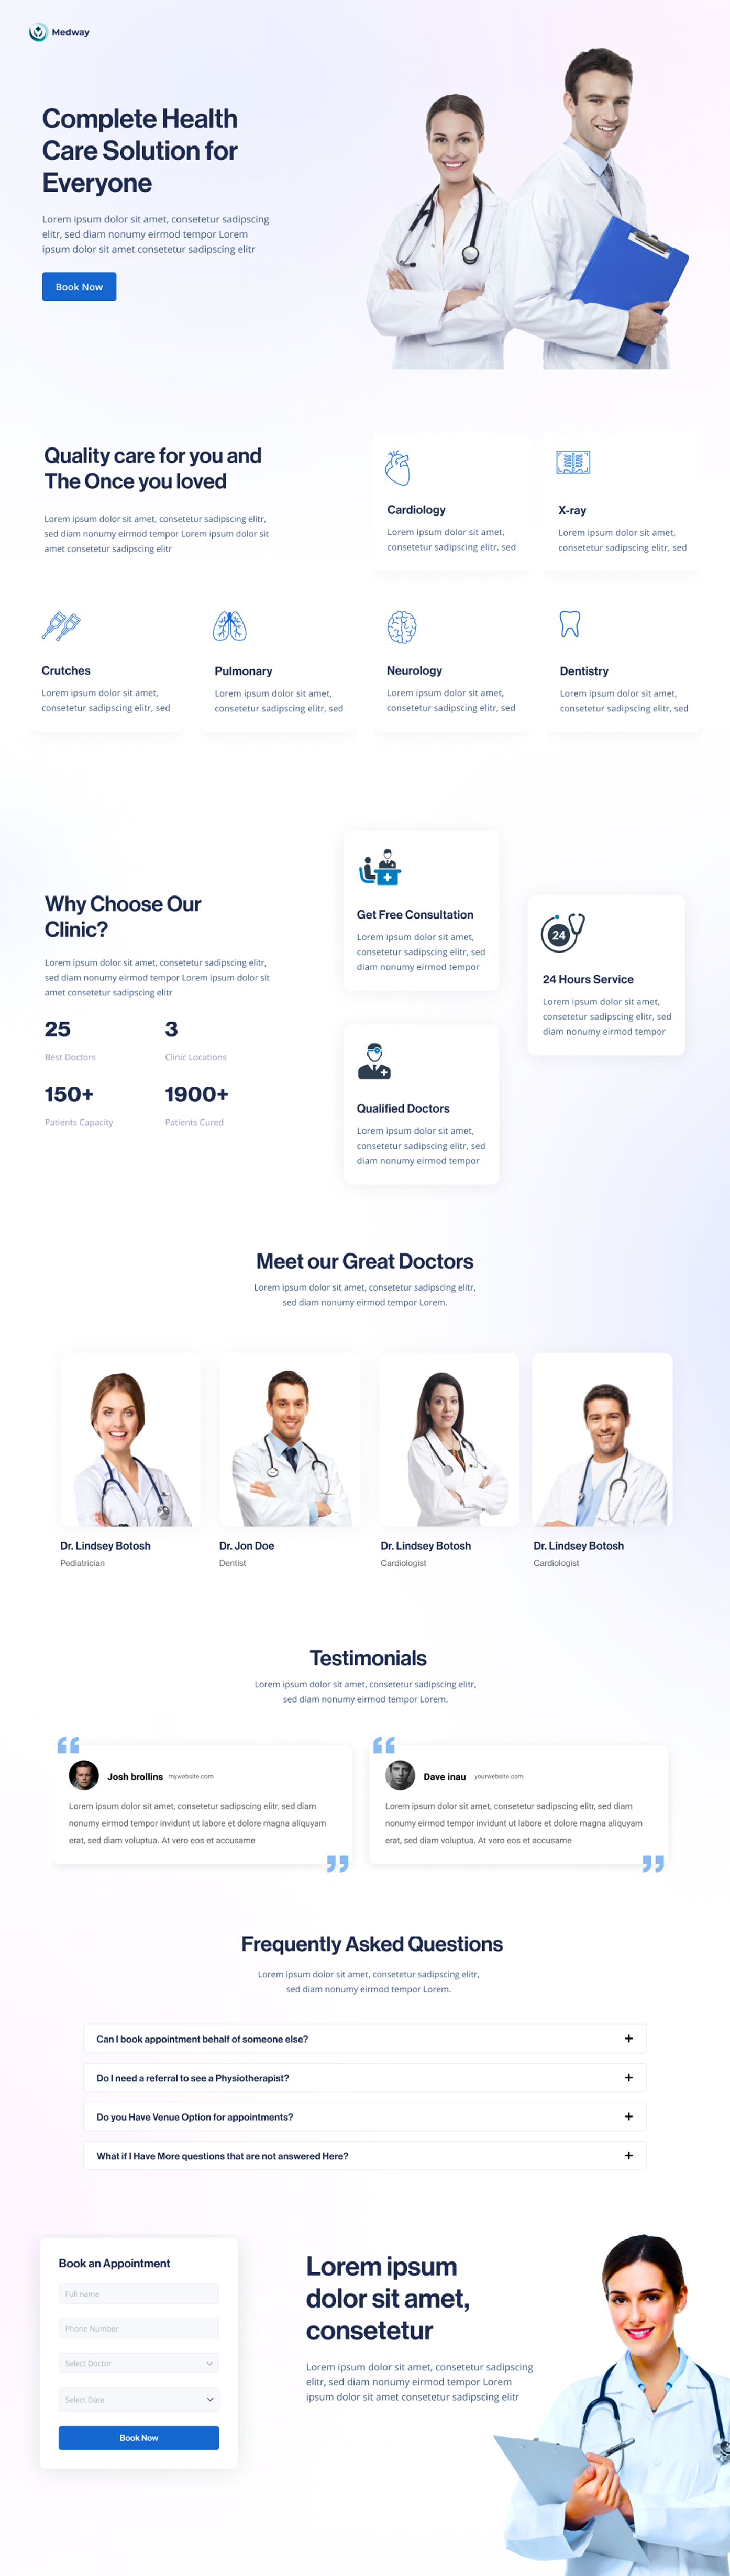 Medway
Complete Health
Care Solution for
Everyone
Lorem ipsum dolor sit amet, consetetur sadipscing
elitr, sed diam nonumy eirmod tempor Lorem
ipsum dolor sit amet consetetur sadipscing elitr
Book Now
Quality care for you and
The Once you loved
Lorem ipsum dolor sit amet, consetetur sadipscing elitr,
sed diam nonumy eirmod tempor Lorem ipsum dolor sit
amet consetetur sadipscing elitr
Cardiology
Lorem ipsum dolor sit amet,
consetetur sadipscing elitr, sed
X-ray
Lorem ipsum dolor sit amet,
consetetur sadipscing elitr, sed
Crutches
Lorem ipsum dolor sit amet,
consetetur sadipscing elitr, sed
Pulmonary
Lorem ipsum dolor sit amet,
consetetur sadipscing elitr, sed
Neurology
Lorem ipsum dolor sit amet,
consetetur sadipscing elitr, sed
Dentistry
Lorem ipsum dolor sit amet,
consetetur sadipscing elitr, sed
Why Choose Our
Clinic?
Lorem ipsum dolor sit amet, consetetur sadipscing elitr,
sed diam nonumy eirmod tempor Lorem ipsum dolor sit
amet consetetur sadipscing elitr
25
Best Doctors
3
Clinic Locations
150+
Patients Capacity
1900+
Patients Cured
Get Free Consultation
Lorem ipsum dolor sit amet,
consetetur sadipscing elitr, sed
diam nonumy eirmod tempor
24
24 Hours Service
Lorem ipsum dolor sit amet,
consetetur sadipscing elitr, sed
diam nonumy eirmod tempor
Qualified Doctors
Lorem ipsum dolor sit amet,
consetetur sadipscing elitr, sed
diam nonumy eirmod tempor
Meet our Great Doctors
Lorem ipsum dolor sit amet, consetetur sadipscing elitr,
sed diam nonumy eirmod tempor Lorem.
Dr. Lindsey Botosh
Pediatrician
Dr. Jon Doe
Dentist
Dr. Lindsey Botosh
Cardiologist
Dr. Lindsey Botosh
Cardiologist
Testimonials
Lorem ipsum dolor sit amet, consetetur sadipscing elitr,
sed diam nonumy eirmod tempor Lorem.
“
Josh brollins mywebsite.com
Lorem ipsum dolor sit amet, consetetur sadipscing elitr, sed diam
nonumy eirmod tempor invidunt ut labore et dolore magna aliquyam
erat, sed diam voluptua. At vero eos et accusame
”
“
Dave inau yourwebsite.com
Lorem ipsum dolor sit amet, consetetur sadipscing elitr, sed diam
nonumy eirmod tempor invidunt ut labore et dolore magna aliquyam
erat, sed diam voluptua. At vero eos et accusame
”
Frequently Asked Questions
Lorem ipsum dolor sit amet, consetetur sadipscing elitr,
sed diam nonumy eirmod tempor Lorem.
Can I book appointment behalf of someone else? +
Do I need a referral to see a Physiotherapist? +
Do you Have Venue Option for appointments? +
What if I Have More questions that are not answered Here? +
Book an Appointment
Full name
Phone Number
Select Doctor
Select Date
Book Now
Lorem ipsum
dolor sit amet,
consetetur
Lorem ipsum dolor sit amet, consetetur sadipscing
elitr, sed diam nonumy eirmod tempor Lorem
ipsum dolor sit amet consetetur sadipscing elitr